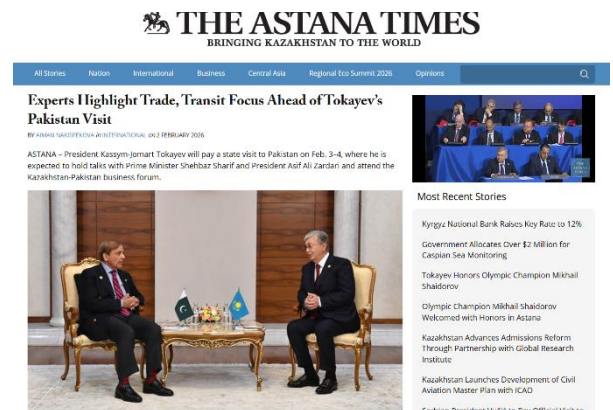 THE ASTANA TIMES
BRINGING KAZAKHSTAN TO THE WORLD
All Stories Nation International Business Central Asia Regional Eco Summit 2026 Opinions
Experts Highlight Trade, Transit Focus Ahead of Tokayev's
Pakistan Visit
BY AIMAN NAKISPEKOVA in INTERNATIONAL on 2 FEBRUARY 2026
ASTANA – President Kassym-Jomart Tokayev will pay a state visit to Pakistan on Feb. 3–4, where he is
expected to hold talks with Prime Minister Shehbaz Sharif and President Asif Ali Zardari and attend the
Kazakhstan-Pakistan business forum.
Most Recent Stories
Kyrgyz National Bank Raises Key Rate to 12%
Government Allocates Over $2 Million for
Caspian Sea Monitoring
Tokayev Honors Olympic Champion Mikhail
Shaidorov
Olympic Champion Mikhail Shaidorov
Welcomed with Honors in Astana
Kazakhstan Advances Admissions Reform
Through Partnership with Global Research
Institute
Kazakhstan Launches Development of Civil
Aviation Master Plan with ICAO